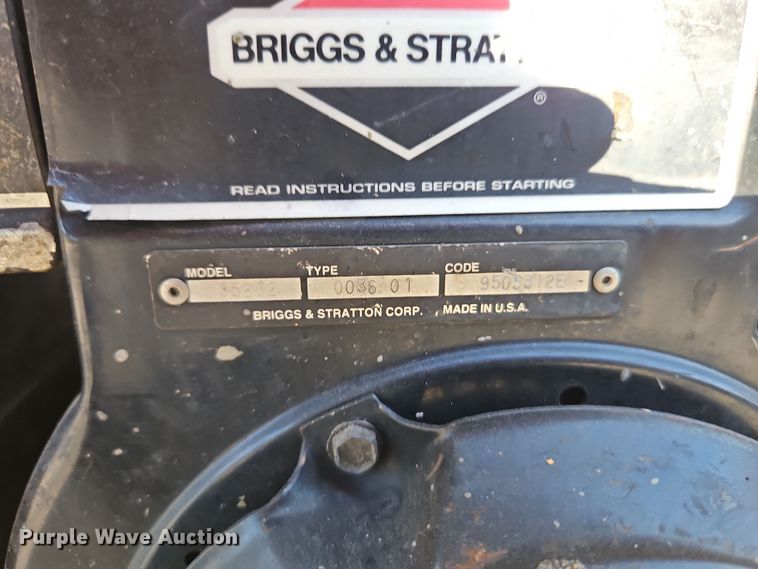 BRIGGS & STRAT
®
READ INSTRUCTIONS BEFORE STARTING
MODEL TYPE CODE
0036 01
BRIGGS & STRATTON CORP. MADE IN U.S.A.
Purple Wave Auction